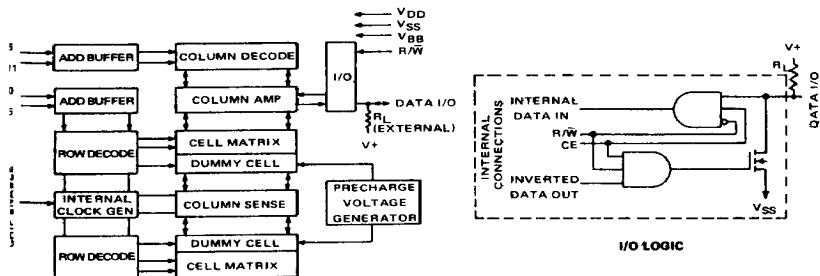 VDD
VSS
VBB
R/W̅
ADD BUFFER
COLUMN DECODE
I/O
ADD BUFFER
COLUMN AMP
DATA I/O
RL
(EXTERNAL)
V+
ROW DECODE
CELL MATRIX
DUMMY CELL
INTERNAL
CLOCK GEN
COLUMN SENSE
PRECHARGE
VOLTAGE
GENERATOR
ROW DECODE
DUMMY CELL
CELL MATRIX
INTERNAL
CONNECTIONS
INTERNAL
DATA IN
R/W̅
CE
INVERTED
DATA OUT
V+
RL
DATA I/O
VSS
I/O LOGIC